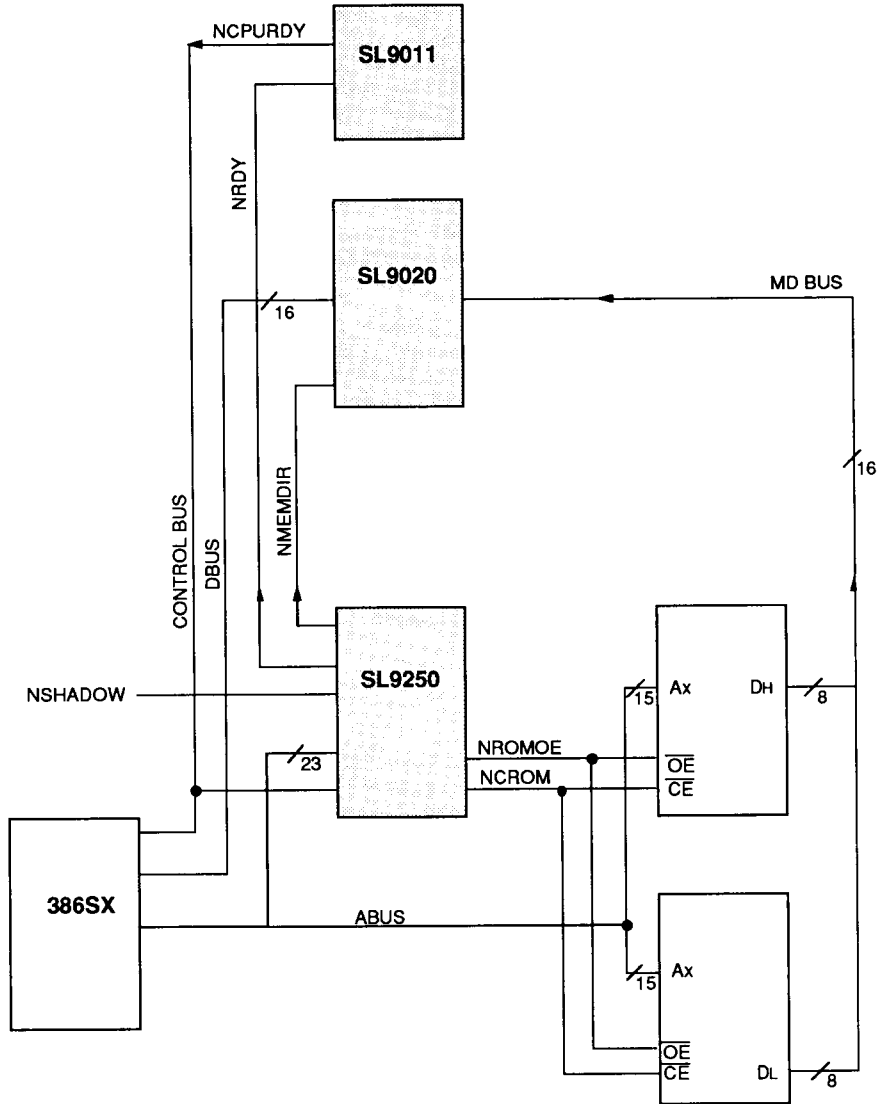 NCPURDY
SL9011
NRDY
SL9020
16
MD BUS
16
CONTROL BUS
DBUS
NMEMDIR
SL9250
NSHADOW
23
NROMOE
NCROM
15
Ax
DH
8
OE
CE
386SX
ABUS
15
Ax
OE
CE
DL
8